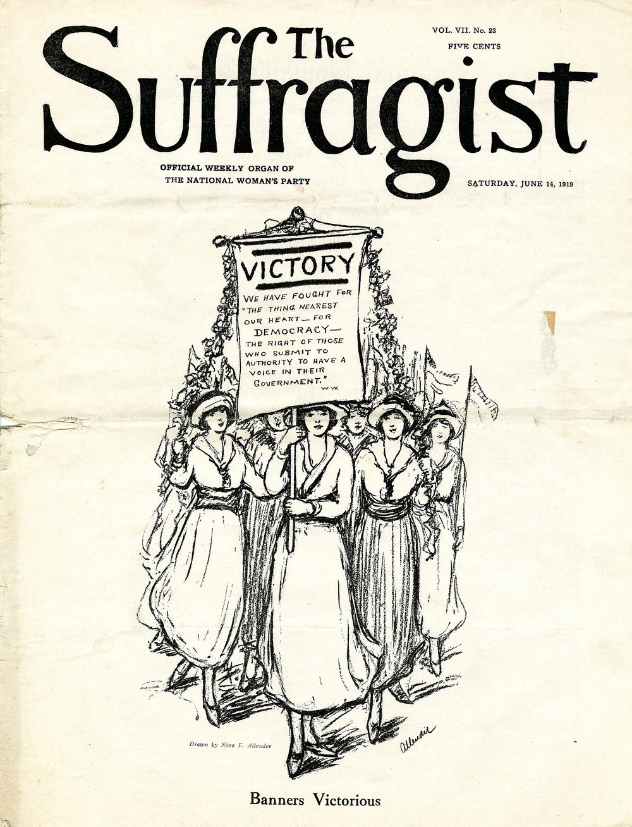 The
Suffragist
VOL. VII. No. 23
FIVE CENTS
OFFICIAL WEEKLY ORGAN OF
THE NATIONAL WOMAN'S PARTY
SATURDAY, JUNE 14, 1919
VICTORY
WE HAVE FOUGHT FOR
"THE THING NEAREST
OUR HEART — FOR
DEMOCRACY —
THE RIGHT OF THOSE
WHO SUBMIT TO
AUTHORITY TO HAVE A
VOICE IN THEIR
GOVERNMENT."
W.W.
Drawn by Nina E. Allender
Allender
Banners Victorious